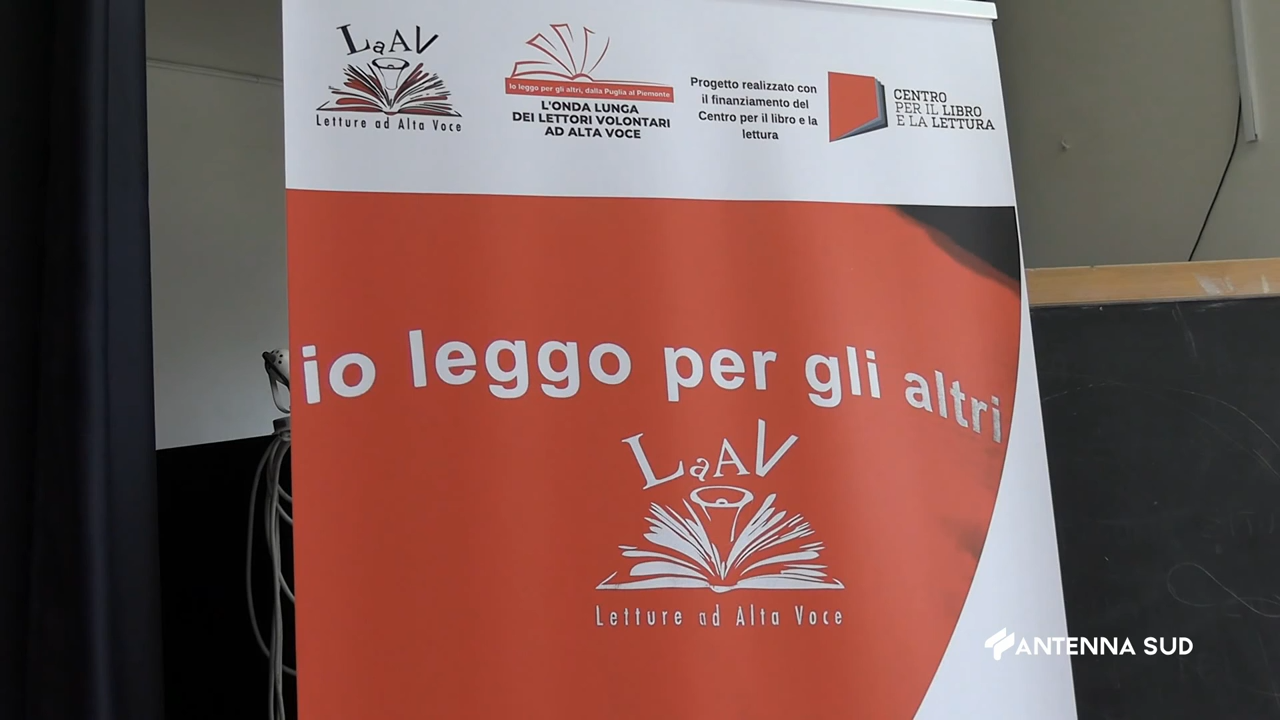 LaAV
Letture ad Alta Voce
Io leggo per gli altri, dalla Puglia al Piemonte
L'ONDA LUNGA
DEI LETTORI VOLONTARI
AD ALTA VOCE
Progetto realizzato con
il finanziamento del
Centro per il libro e la
lettura
CENTRO
PER IL LIBRO
E LA LETTURA
io leggo per gli altri
LaAV
Letture ad Alta Voce
ANTENNA SUD